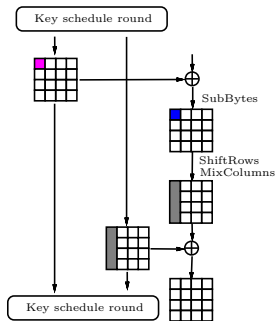 Key schedule round
SubBytes
ShiftRows
MixColumns
Key schedule round